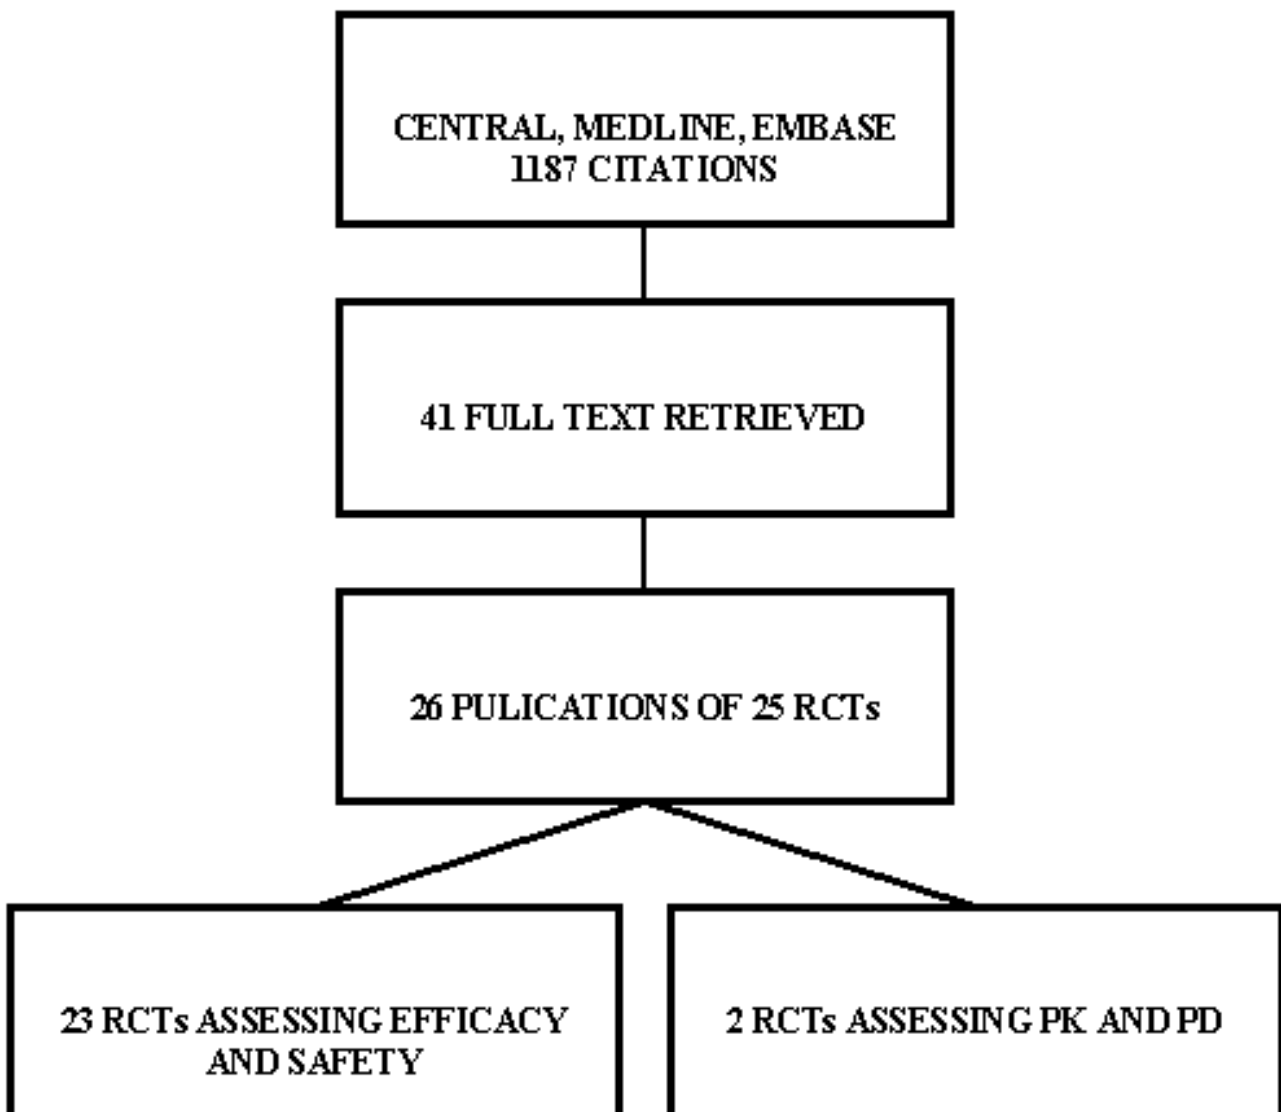 CENTRAL, MEDLINE, EMBASE
1187 CITATIONS
41 FULL TEXT RETRIEVED
26 PULICATIONS OF 25 RCTs
23 RCTs ASSESSING EFFICACY
AND SAFETY
2 RCTs ASSESSING PK AND PD